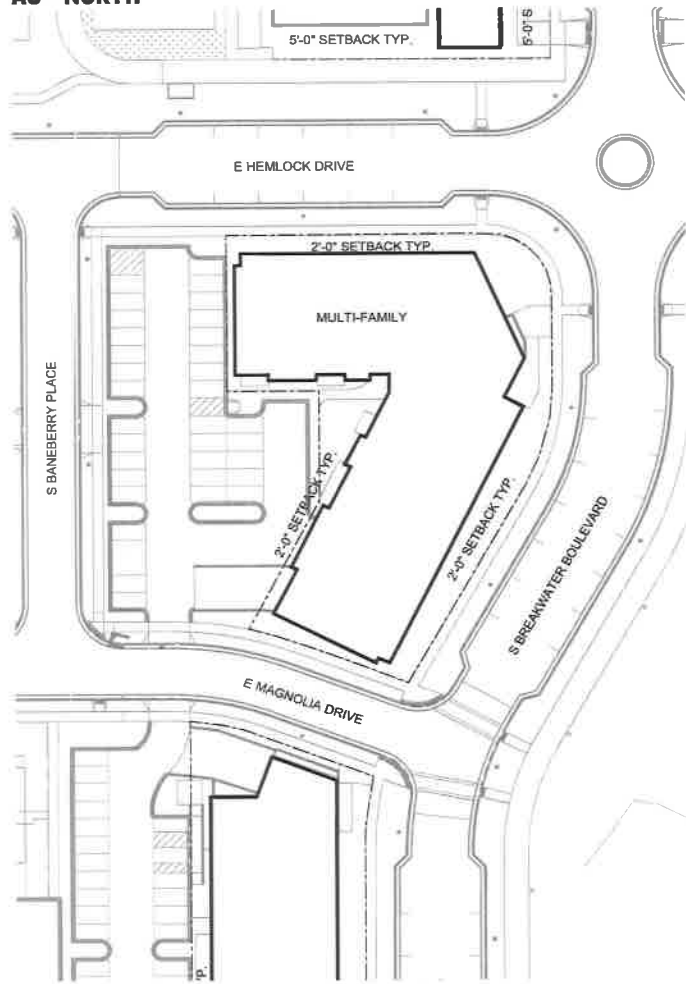 5'-0" SETBACK TYP.
E HEMLOCK DRIVE
2'-0" SETBACK TYP.
MULTI-FAMILY
S BANEBERRY PLACE
2'-0" SETBACK TYP.
2'-0" SETBACK TYP.
S BREAKWATER BOULEVARD
E MAGNOLIA DRIVE